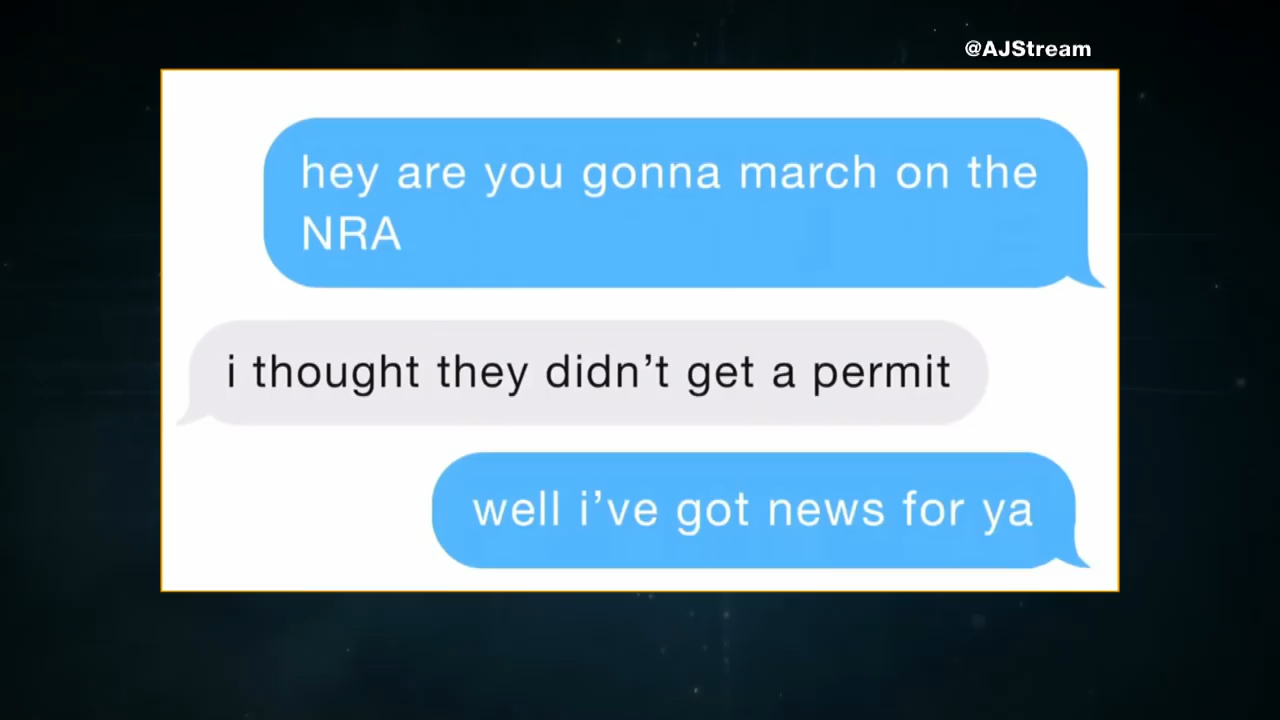 @AJStream
hey are you gonna march on the
NRA
i thought they didn’t get a permit
well i’ve got news for ya